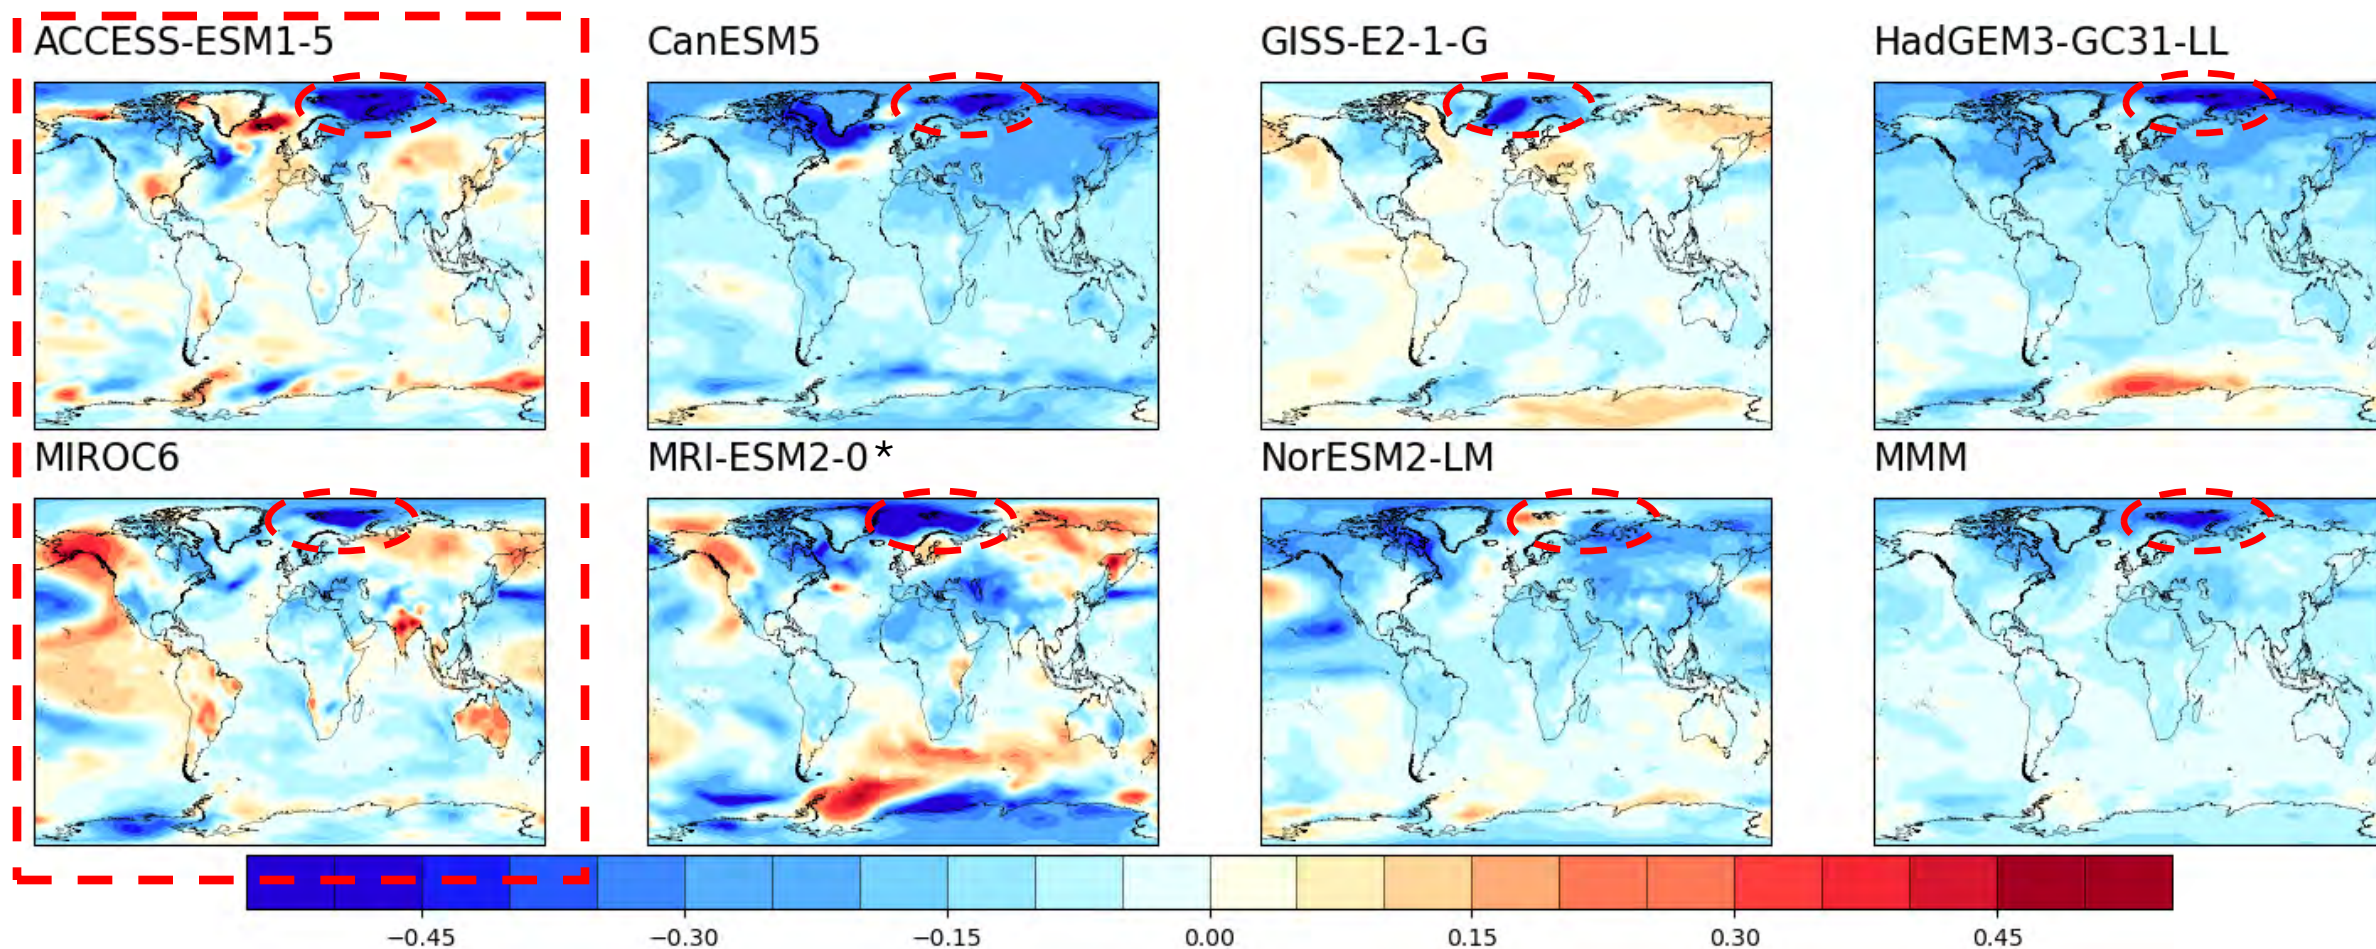 ACCESS-ESM1-5 CanESM5 GISS-E2-1-G HadGEM3-GC31-LL
MIROC6 MRI-ESM2-0* NorESM2-LM MMM
−0.45 −0.30 −0.15 0.00 0.15 0.30 0.45